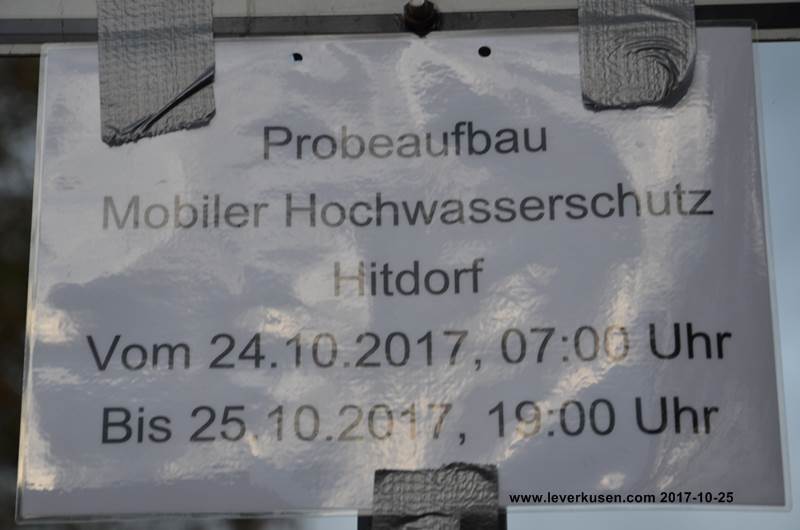 Probeaufbau
Mobiler Hochwasserschutz
Hitdorf
Vom 24.10.2017, 07:00 Uhr
Bis 25.10.2017, 19:00 Uhr
www.leverkusen.com 2017-10-25